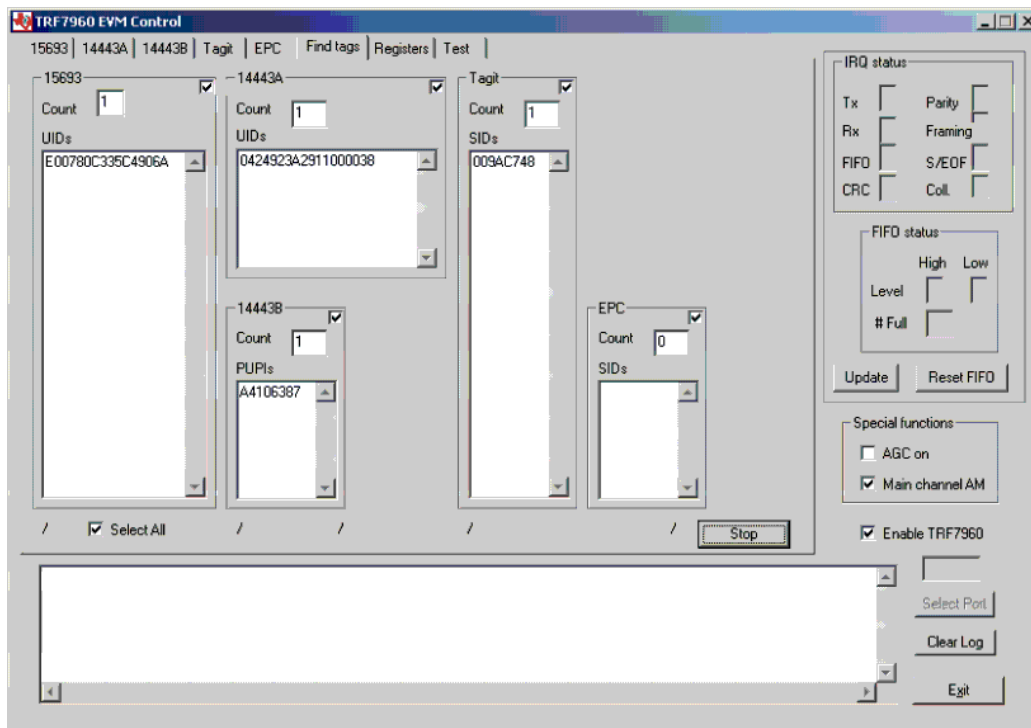 TRF7960 EVM Control
15693 14443A 14443B Tagit EPC Find tags Registers Test
15693
Count 1
UIDs
E00780C335C4906A
14443A
Count 1
UIDs
0424923A2911000038
Tagit
Count 1
SIDs
009AC748
14443B
Count 1
PUPIs
A4106387
EPC
Count 0
SIDs
/ Select All / / / / Stop
IRQ status
Tx Parity
Rx Framing
FIFO S/EOF
CRC Coll.
FIFO status
High Low
Level
# Full
Update Reset FIFO
Special functions
AGC on
Main channel AM
Enable TRF7960
Select Port
Clear Log
Exit